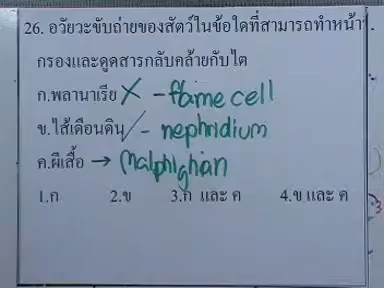 26. อวัยวะขับถ่ายของสัตว์ในข้อใดที่สามารถทำหน้า
กรองและดูดสารกลับคล้ายกับไต
ก.พลานาเรีย X - flame cell
ข.ไส้เดือนดิน ✓ - nephridium
ค.ผีเสื้อ → Malphighian
1.ก 2.ข 3.ก และ ค 4.ข และ ค